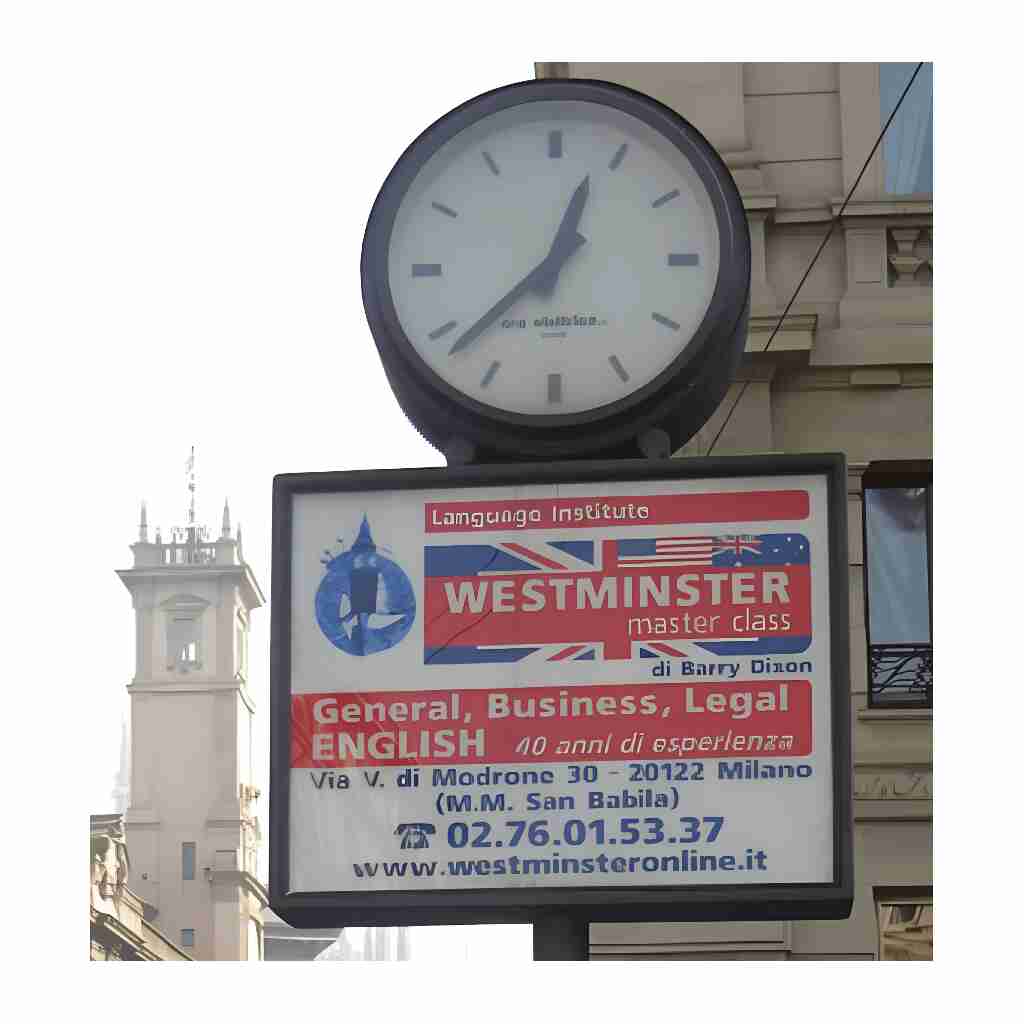 Language Institute
WESTMINSTER
master class
di Barry Dixon
General, Business, Legal
ENGLISH 40 anni di esperienza
Via V. di Modrone 30 - 20122 Milano
(M.M. San Babila)
☎ 02.76.01.53.37
www.westminsteronline.it